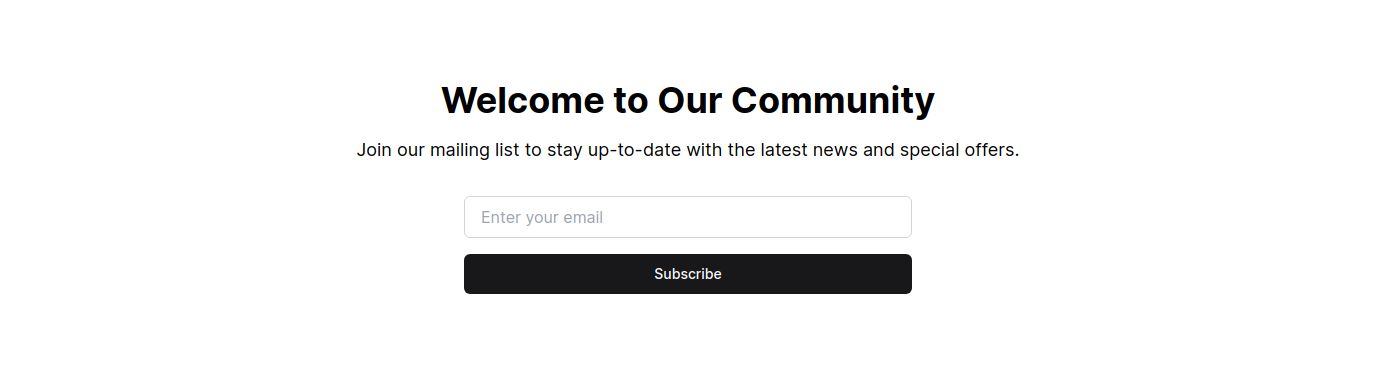 Welcome to Our Community
Join our mailing list to stay up-to-date with the latest news and special offers.
Enter your email
Subscribe